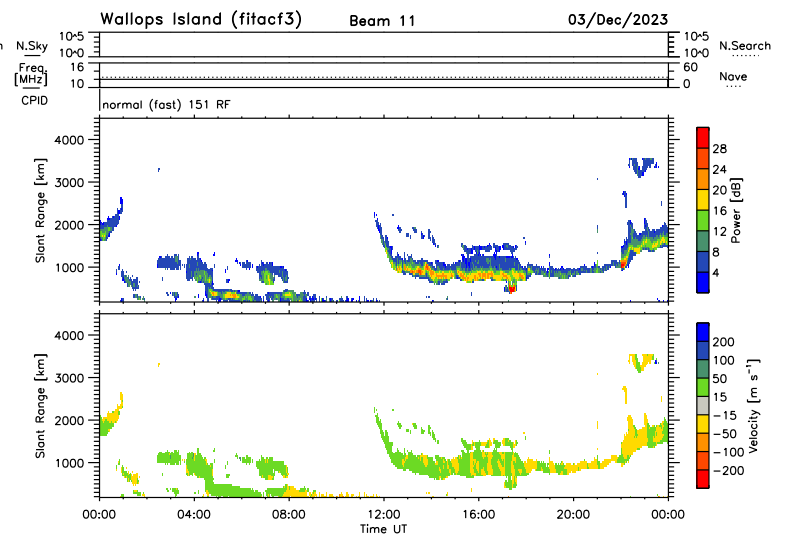 Wallops Island (fitacf3) Beam 11 03/Dec/2023
N.Sky 10^5 10^0 10^5 10^0 N.Search
Freq. [MHz] 16 10 60 0 Nave
CPID normal (fast) 151 RF
Slant Range [km]
4000
3000
2000
1000
28
24
20
16
12
8
4
Power [dB]
Slant Range [km]
4000
3000
2000
1000
200
100
50
15
-15
-50
-100
-200
Velocity [m s⁻¹]
00:00 04:00 08:00 12:00 16:00 20:00 00:00
Time UT